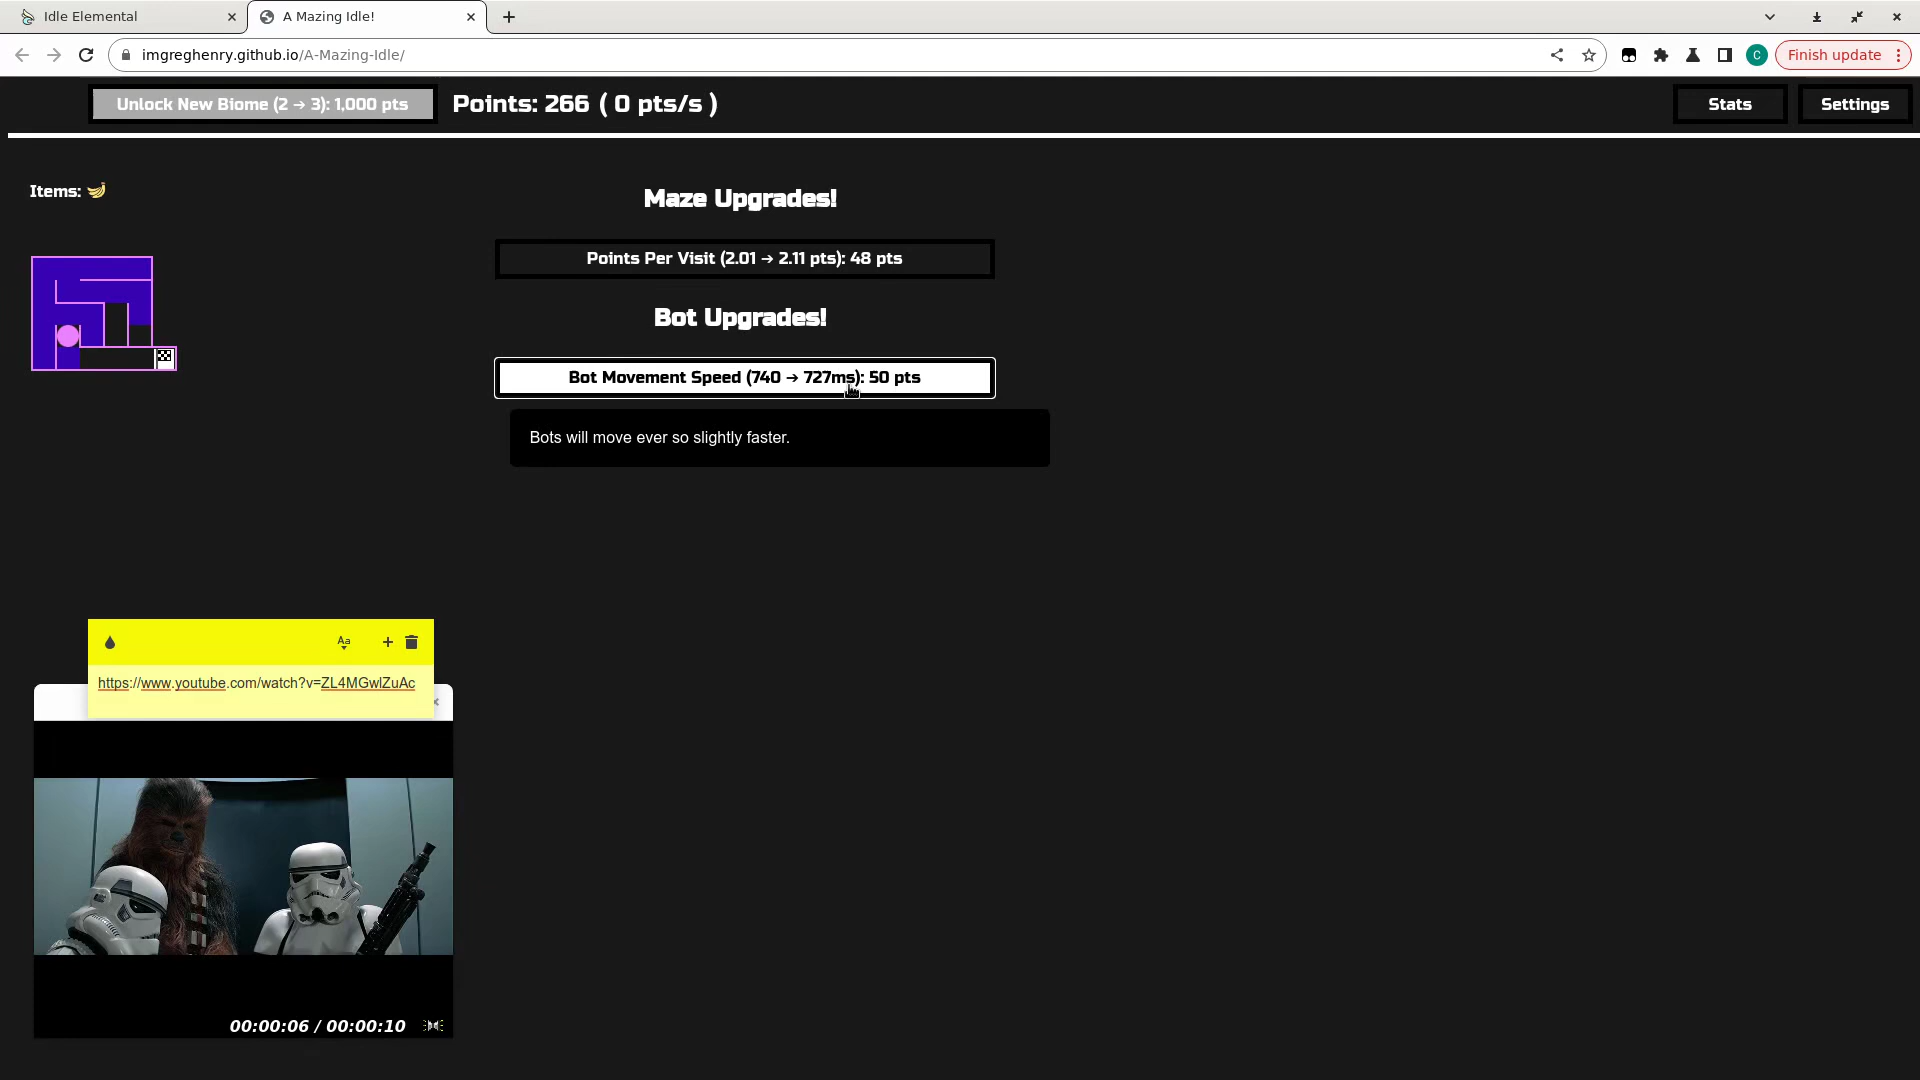 Idle Elemental
A Mazing Idle!
imgreghenry.github.io/A-Mazing-Idle/
C
Finish update
Unlock New Biome (2 → 3): 1,000 pts
Points: 266 ( 0 pts/s )
Stats
Settings
Items: 🍌
Maze Upgrades!
Points Per Visit (2.01 → 2.11 pts): 48 pts
Bot Upgrades!
Bot Movement Speed (740 → 727ms): 50 pts
Bots will move ever so slightly faster.
Aa
https://www.youtube.com/watch?v=ZL4MGwlZuAc
00:00:06 / 00:00:10